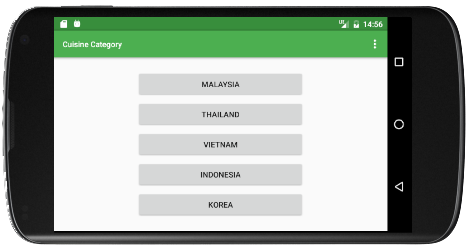 14:56
Cuisine Category
MALAYSIA
THAILAND
VIETNAM
INDONESIA
KOREA